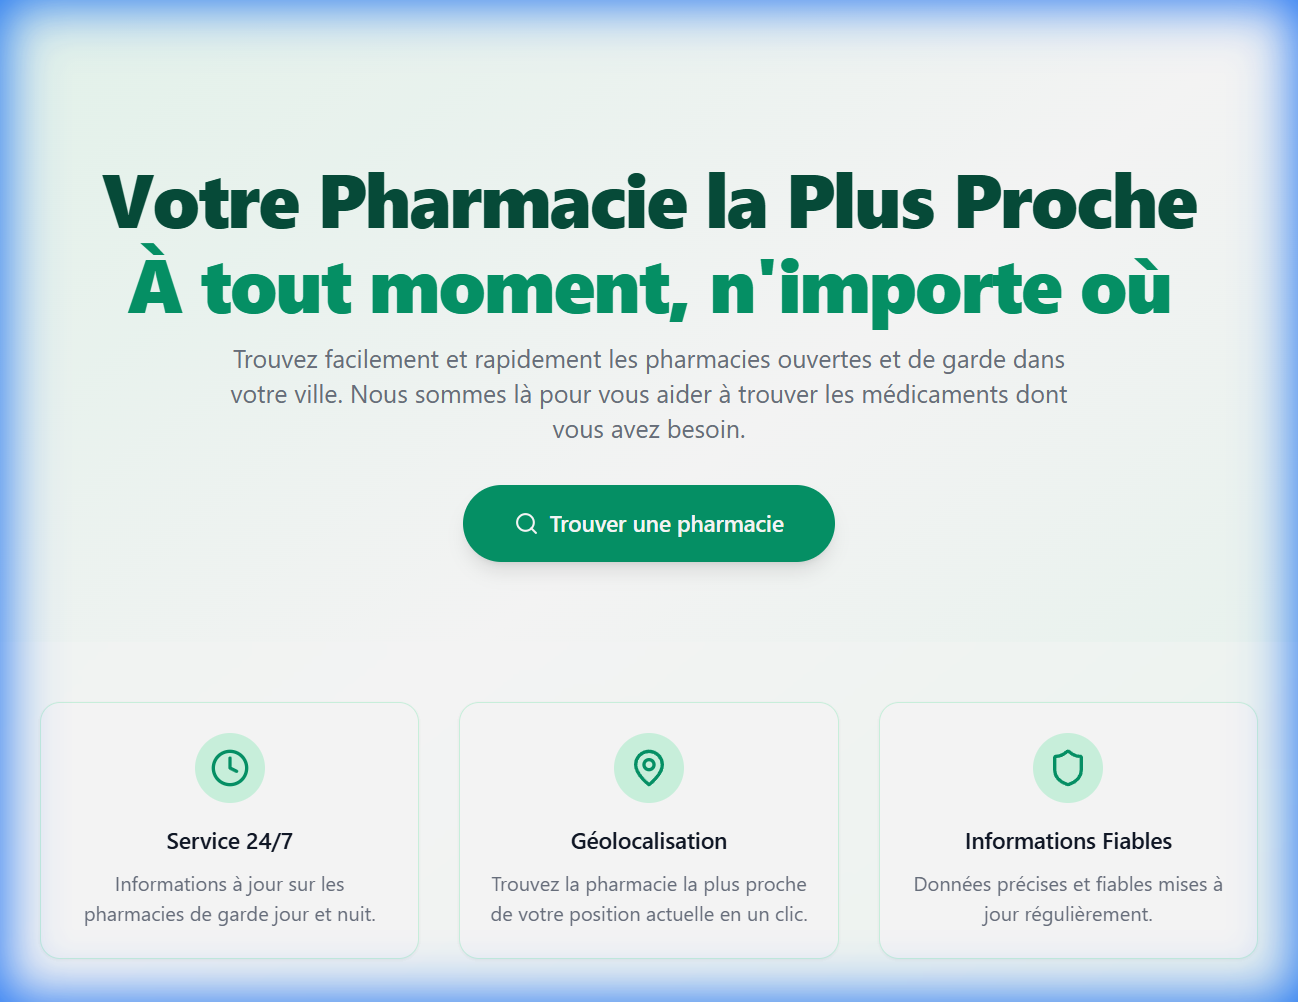 Votre Pharmacie la Plus Proche
À tout moment, n'importe où
Trouvez facilement et rapidement les pharmacies ouvertes et de garde dans
votre ville. Nous sommes là pour vous aider à trouver les médicaments dont
vous avez besoin.
Trouver une pharmacie
Service 24/7
Informations à jour sur les
pharmacies de garde jour et nuit.
Géolocalisation
Trouvez la pharmacie la plus proche
de votre position actuelle en un clic.
Informations Fiables
Données précises et fiables mises à
jour régulièrement.